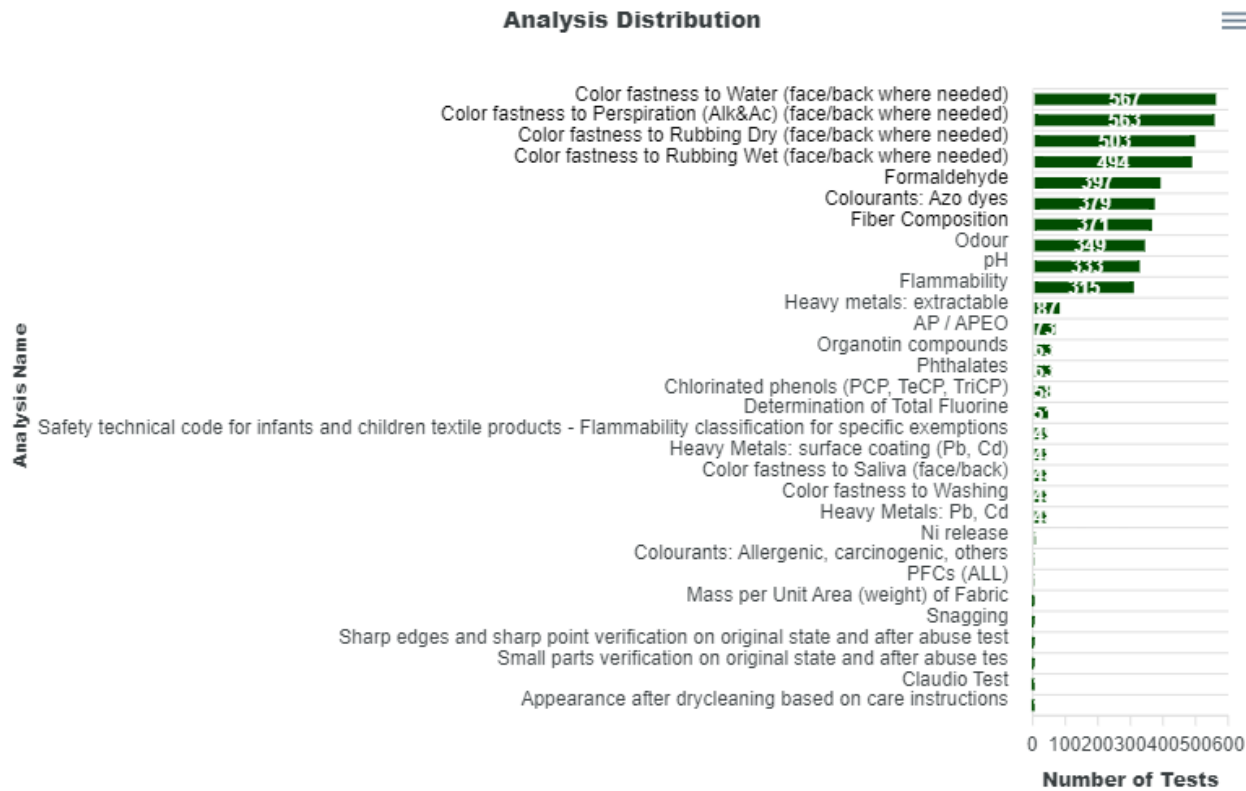 Analysis Distribution
Analysis Name
Color fastness to Water (face/back where needed) 567
Color fastness to Perspiration (Alk&Ac) (face/back where needed) 563
Color fastness to Rubbing Dry (face/back where needed) 503
Color fastness to Rubbing Wet (face/back where needed) 494
Formaldehyde 397
Colourants: Azo dyes 379
Fiber Composition 371
Odour 349
pH 333
Flammability 315
Heavy metals: extractable 87
AP / APEO 73
Organotin compounds
Phthalates
Chlorinated phenols (PCP, TeCP, TriCP)
Determination of Total Fluorine
Safety technical code for infants and children textile products - Flammability classification for specific exemptions
Heavy Metals: surface coating (Pb, Cd)
Color fastness to Saliva (face/back)
Color fastness to Washing
Heavy Metals: Pb, Cd
Ni release
Colourants: Allergenic, carcinogenic, others
PFCs (ALL)
Mass per Unit Area (weight) of Fabric
Snagging
Sharp edges and sharp point verification on original state and after abuse test
Small parts verification on original state and after abuse tes
Claudio Test
Appearance after drycleaning based on care instructions
0 100200300400500600
Number of Tests